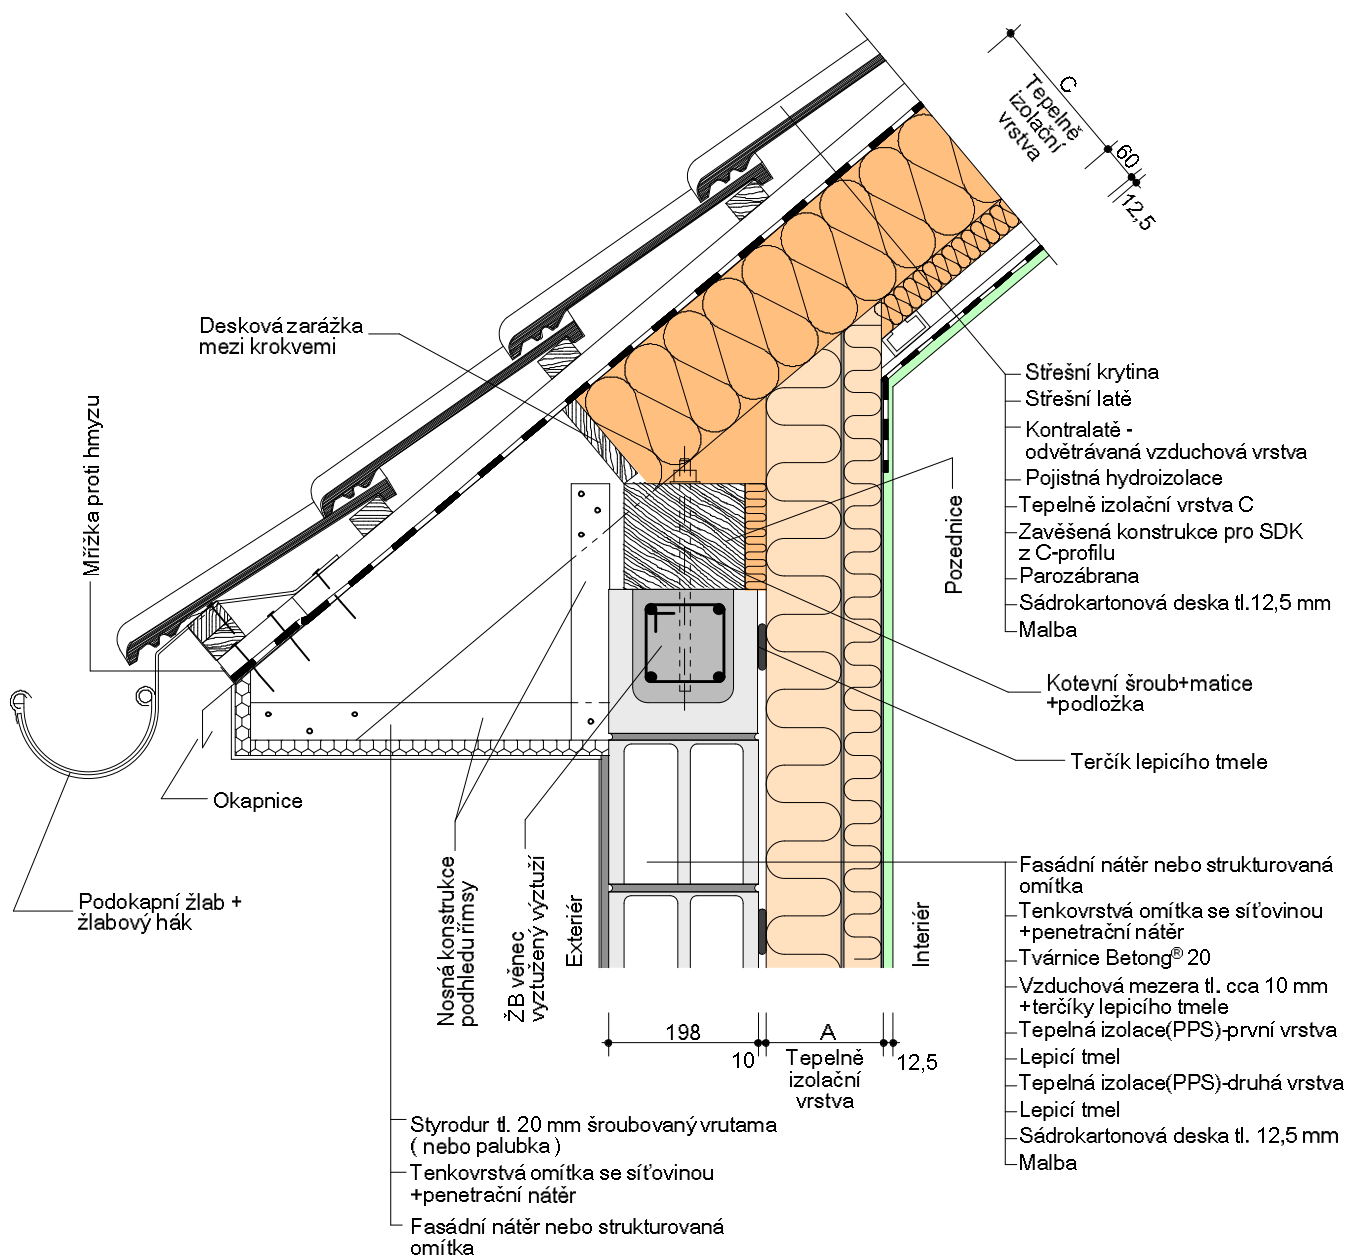 C
Tepelně
izolační
vrstva
60
12,5
Desková zarážka
mezi krokvemi
Mřížka proti hmyzu
Střešní krytina
Střešní latě
Kontralatě -
odvětrávaná vzduchová vrstva
Pojistná hydroizolace
Tepelně izolační vrstva C
Zavěšená konstrukce pro SDK
z C-profilu
Parozábrana
Sádrokartonová deska tl.12,5 mm
Malba
Pozednice
Kotevní šroub+matice
+podložka
Terčík lepicího tmele
Okapnice
Podokapní žlab +
žlabový hák
Nosná konstrukce
podhledu římsy
ŽB věnec
vyztužený výztuží
Exteriér
Interiér
Fasádní nátěr nebo strukturovaná
omítka
Tenkovrstvá omítka se síťovinou
+penetrační nátěr
Tvárnice Betong® 20
Vzduchová mezera tl. cca 10 mm
+terčíky lepicího tmele
Tepelná izolace(PPS)-první vrstva
Lepicí tmel
Tepelná izolace(PPS)-druhá vrstva
Lepicí tmel
Sádrokartonová deska tl. 12,5 mm
Malba
198
10
A
Tepelně
izolační
vrstva
12,5
Styrodur tl. 20 mm šroubovaný vrutama
( nebo palubka )
Tenkovrstvá omítka se síťovinou
+penetrační nátěr
Fasádní nátěr nebo strukturovaná
omítka